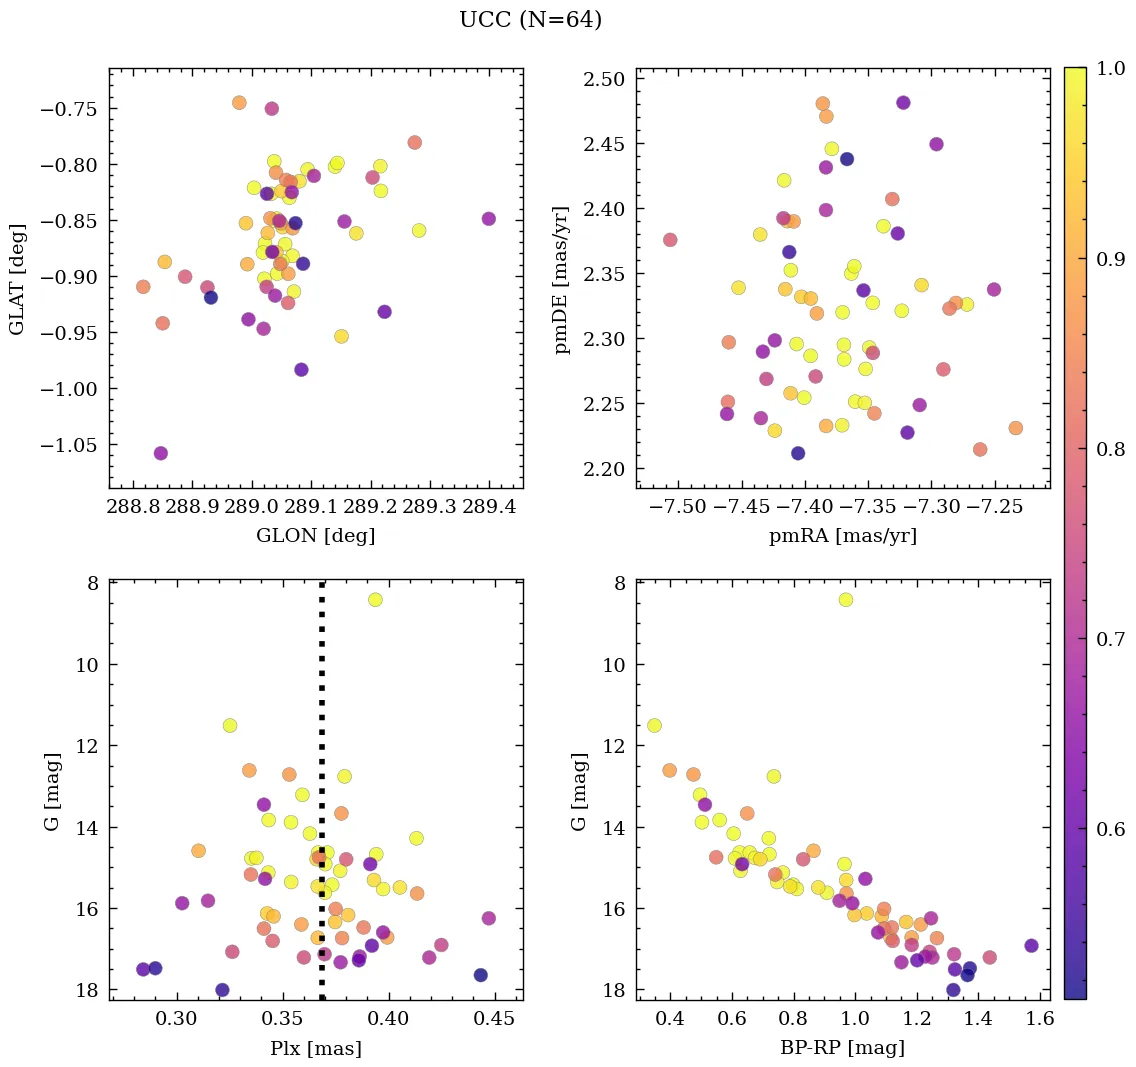 UCC (N=64)
−0.75
−0.80
−0.85
−0.90
−0.95
−1.00
−1.05
GLAT [deg]
288.8 288.9 289.0 289.1 289.2 289.3 289.4
GLON [deg]
2.50
2.45
2.40
2.35
2.30
2.25
2.20
pmDE [mas/yr]
−7.50 −7.45 −7.40 −7.35 −7.30 −7.25
pmRA [mas/yr]
8
10
12
14
16
18
G [mag]
0.30 0.35 0.40 0.45
Plx [mas]
8
10
12
14
16
18
G [mag]
0.4 0.6 0.8 1.0 1.2 1.4 1.6
BP-RP [mag]
1.0
0.9
0.8
0.7
0.6